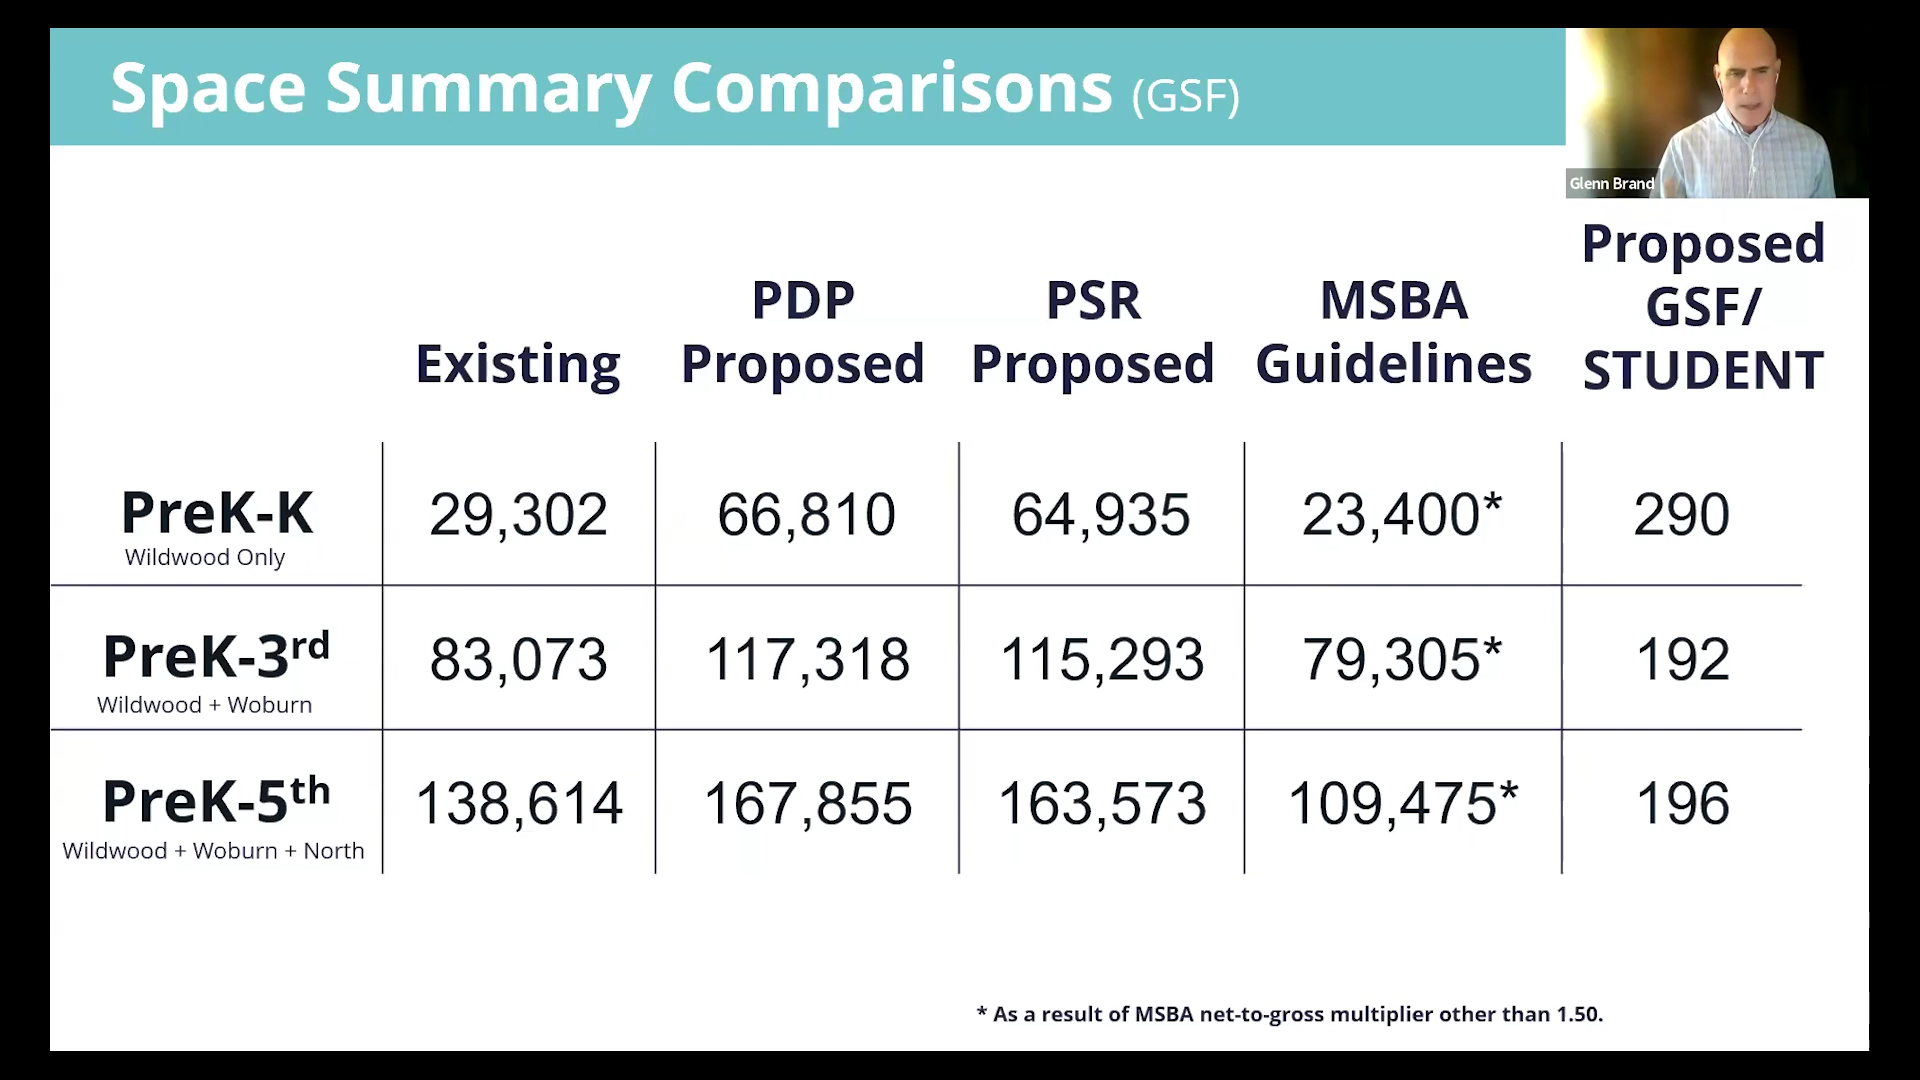 Space Summary Comparisons (GSF)
Glenn Brand
Existing
PDP
Proposed
PSR
Proposed
MSBA
Guidelines
Proposed
GSF/
STUDENT
PreK-K 29,302 66,810 64,935 23,400* 290
Wildwood Only
PreK-3rd 83,073 117,318 115,293 79,305* 192
Wildwood + Woburn
PreK-5th 138,614 167,855 163,573 109,475* 196
Wildwood + Woburn + North
* As a result of MSBA net-to-gross multiplier other than 1.50.